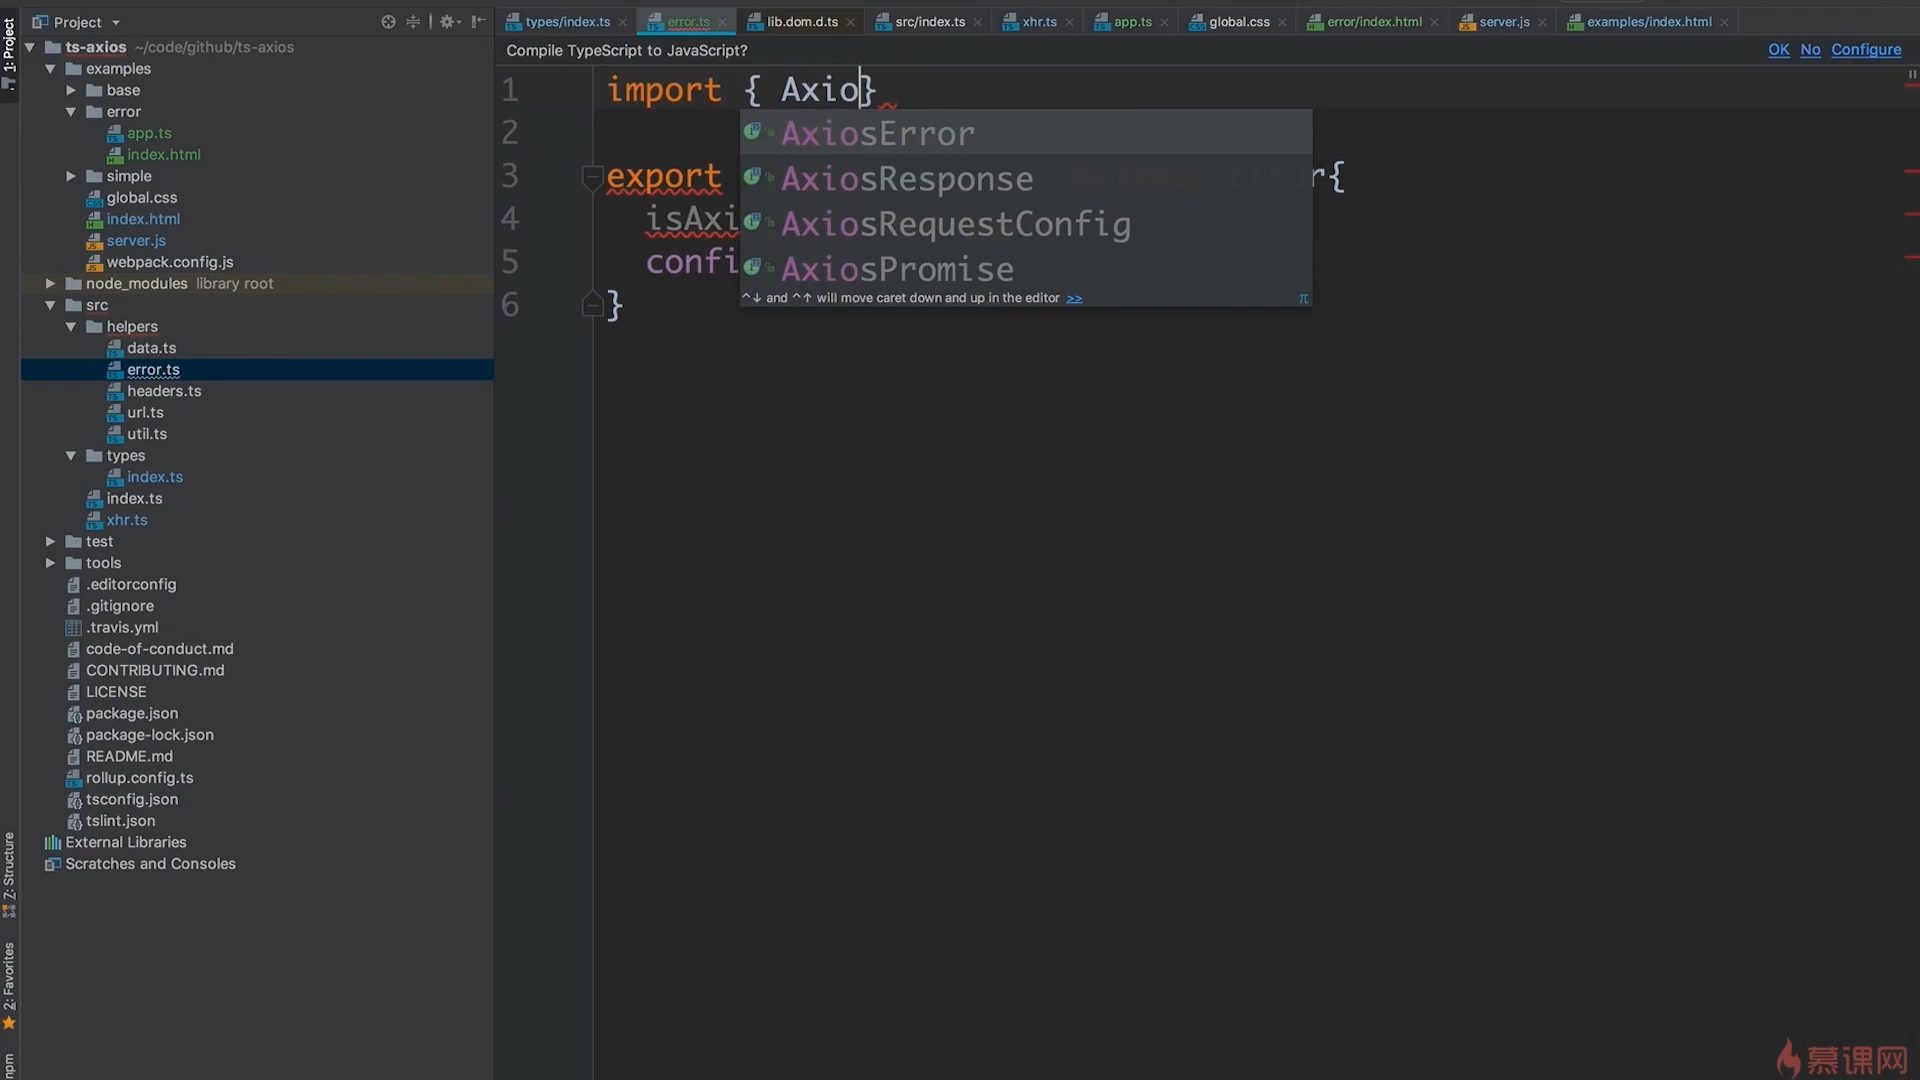 Project
types/index.ts
error.ts
lib.dom.d.ts
src/index.ts
xhr.ts
app.ts
global.css
error/index.html
server.js
examples/index.html
Compile TypeScript to JavaScript?
OK No Configure
1: Project
ts-axios ~/code/github/ts-axios
examples
base
error
app.ts
index.html
simple
global.css
index.html
server.js
webpack.config.js
node_modules library root
src
helpers
data.ts
error.ts
headers.ts
url.ts
util.ts
types
index.ts
index.ts
xhr.ts
test
tools
.editorconfig
.gitignore
.travis.yml
code-of-conduct.md
CONTRIBUTING.md
LICENSE
package.json
package-lock.json
README.md
rollup.config.ts
tsconfig.json
tslint.json
External Libraries
Scratches and Consoles
Z: Structure
2: Favorites
npm
1 import { Axio}
2
3 export r{
4 isAxi
5 confi
6 }
AxiosError
AxiosResponse
AxiosRequestConfig
AxiosPromise
^↓ and ^↑ will move caret down and up in the editor >>
π
慕课网